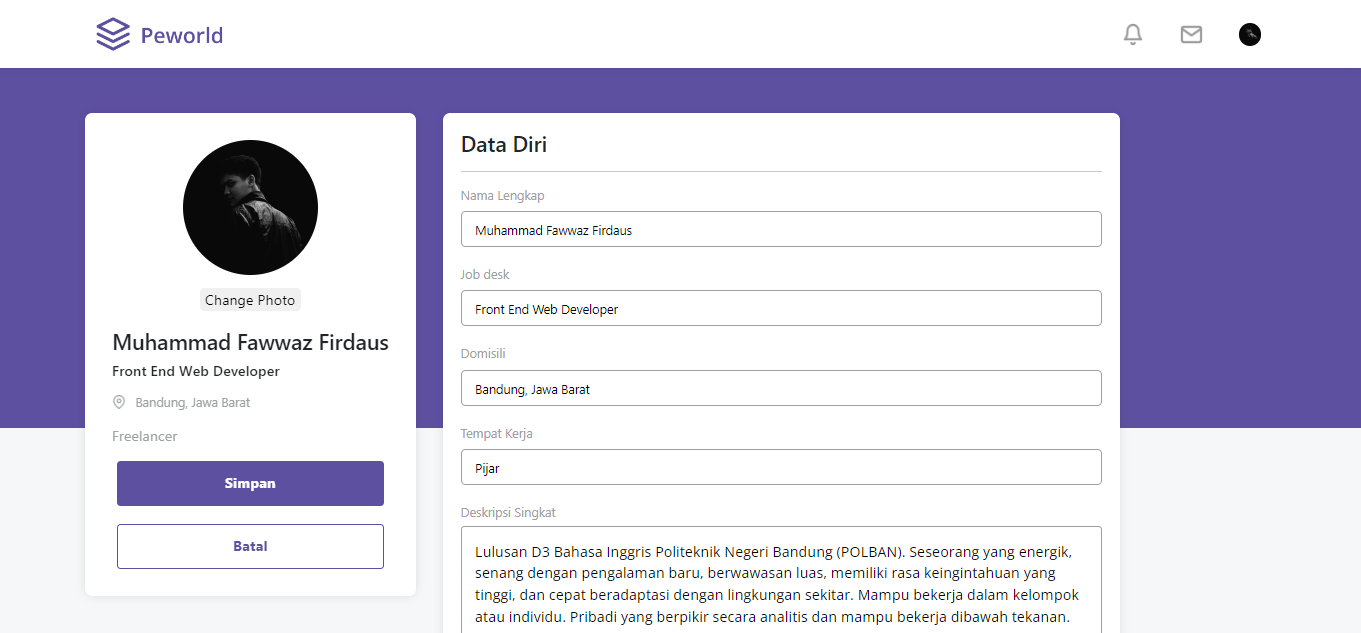 Peworld
Change Photo
Muhammad Fawwaz Firdaus
Front End Web Developer
Bandung, Jawa Barat
Freelancer
Simpan
Batal
Data Diri
Nama Lengkap
Muhammad Fawwaz Firdaus
Job desk
Front End Web Developer
Domisili
Bandung, Jawa Barat
Tempat Kerja
Pijar
Deskripsi Singkat
Lulusan D3 Bahasa Inggris Politeknik Negeri Bandung (POLBAN). Seseorang yang energik,
senang dengan pengalaman baru, berwawasan luas, memiliki rasa keingintahuan yang
tinggi, dan cepat beradaptasi dengan lingkungan sekitar. Mampu bekerja dalam kelompok
atau individu. Pribadi yang berpikir secara analitis dan mampu bekerja dibawah tekanan.